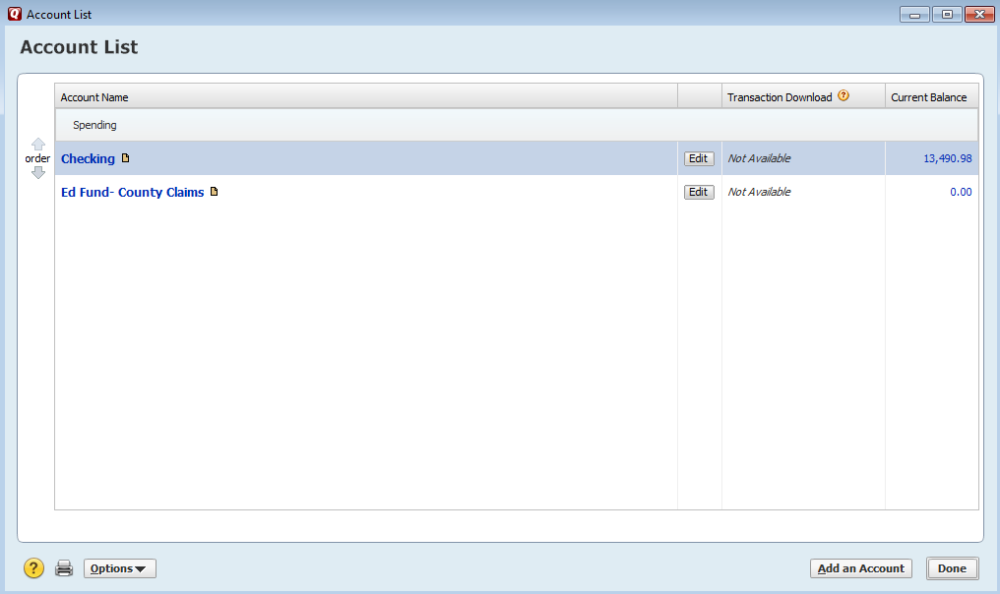 Account List
Account List
Account Name Transaction Download ? Current Balance
Spending
order
Checking Edit Not Available 13,490.98
Ed Fund- County Claims Edit Not Available 0.00
? Options Add an Account Done